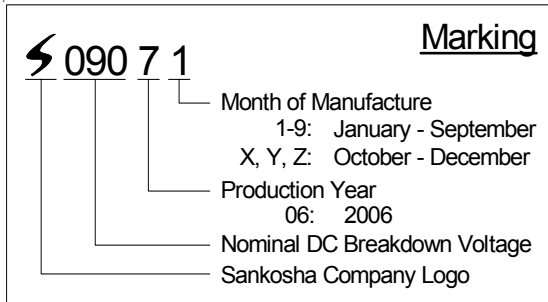 Marking
090 7 1
Month of Manufacture
1-9: January - September
X, Y, Z: October - December
Production Year
06: 2006
Nominal DC Breakdown Voltage
Sankosha Company Logo